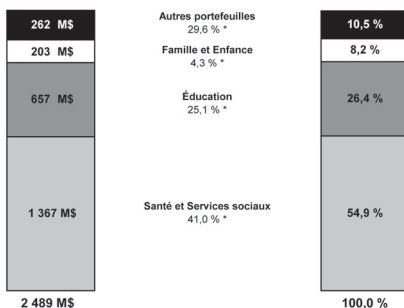 262 M$ Autres portefeuilles 10,5 %
29,6 % *
203 M$ Famille et Enfance 8,2 %
4,3 % *
657 M$ Éducation 26,4 %
25,1 % *
1 367 M$ Santé et Services sociaux 54,9 %
41,0 % *
2 489 M$ 100,0 %